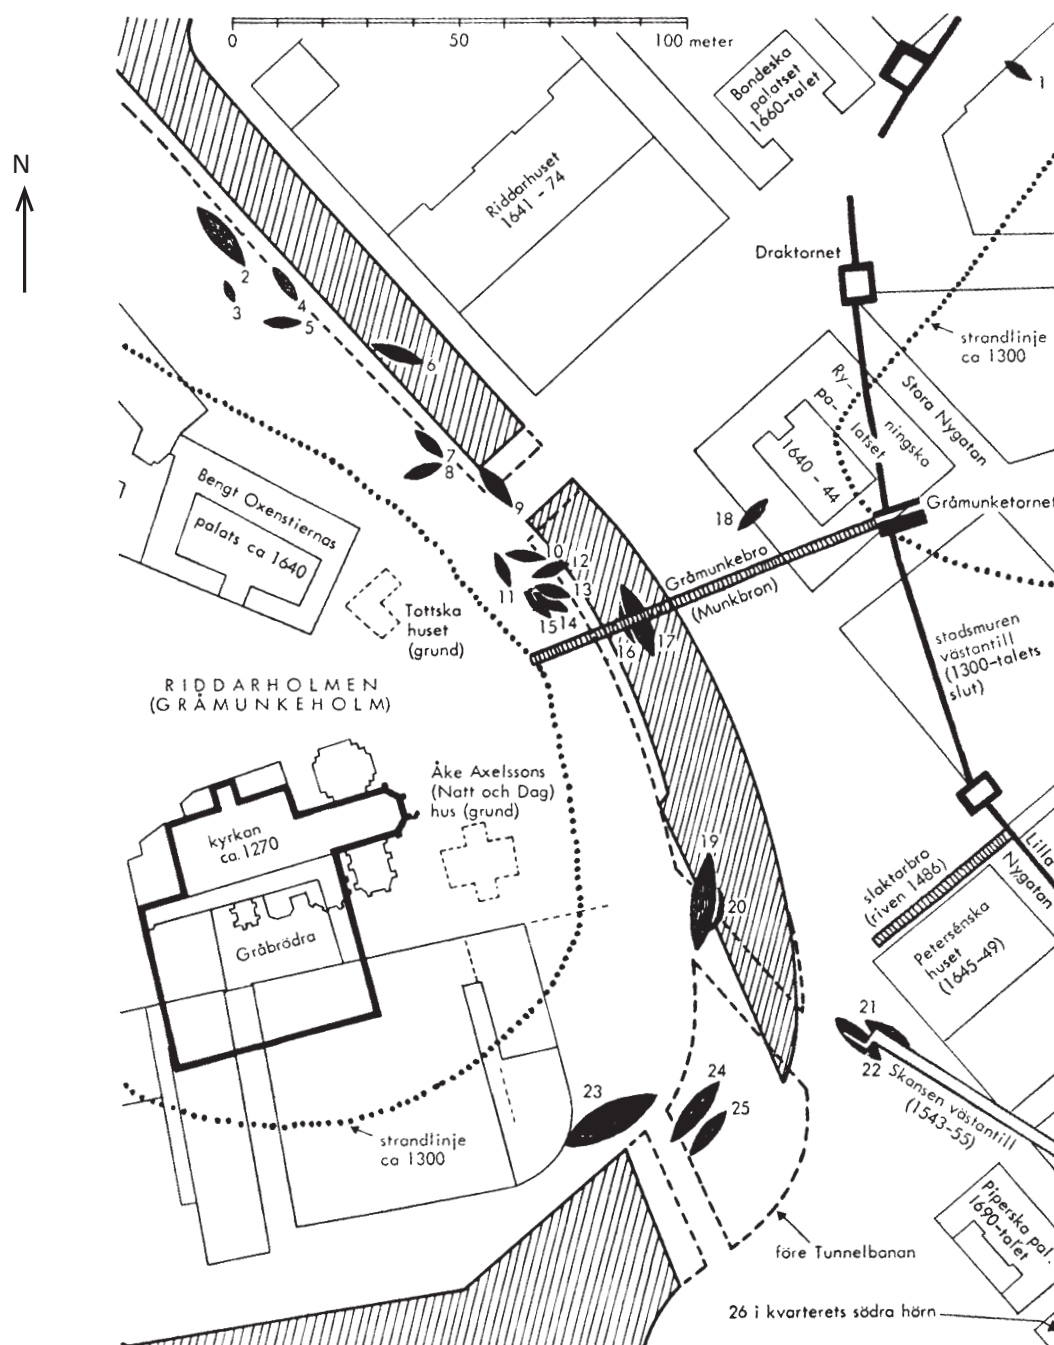 0 50 100 meter
N
Bondeska
palatset
1660-talet
1
Riddarhuset
1641 - 74
Draktornet
2
3
4
5
6
strandlinje
ca 1300
Stora Nygatan
Ry-
pa-
ningska
latset
1640 - 44
7
8
9
Bengt Oxenstiernas
palats ca 1640
18
Gråmunketornet
10
11
12
13
14
15
Gråmunkebro
(Munkbron)
16
17
Tottska
huset
(grund)
stadsmuren
västantill
(1300-talets
slut)
RIDDARHOLMEN
(GRÅMUNKEHOLM)
Åke Axelssons
(Natt och Dag)
hus (grund)
kyrkan
ca. 1270
Gråbrödra
19
20
slaktarbro
(riven 1486)
Lilla
Nygatan
Petersénska
huset
(1645-49)
21
22
Skansen västantill
(1543-55)
23
24
25
strandlinje
ca 1300
Piperska pal.
1690-talet
före Tunnelbanan
26 i kvarterets södra hörn